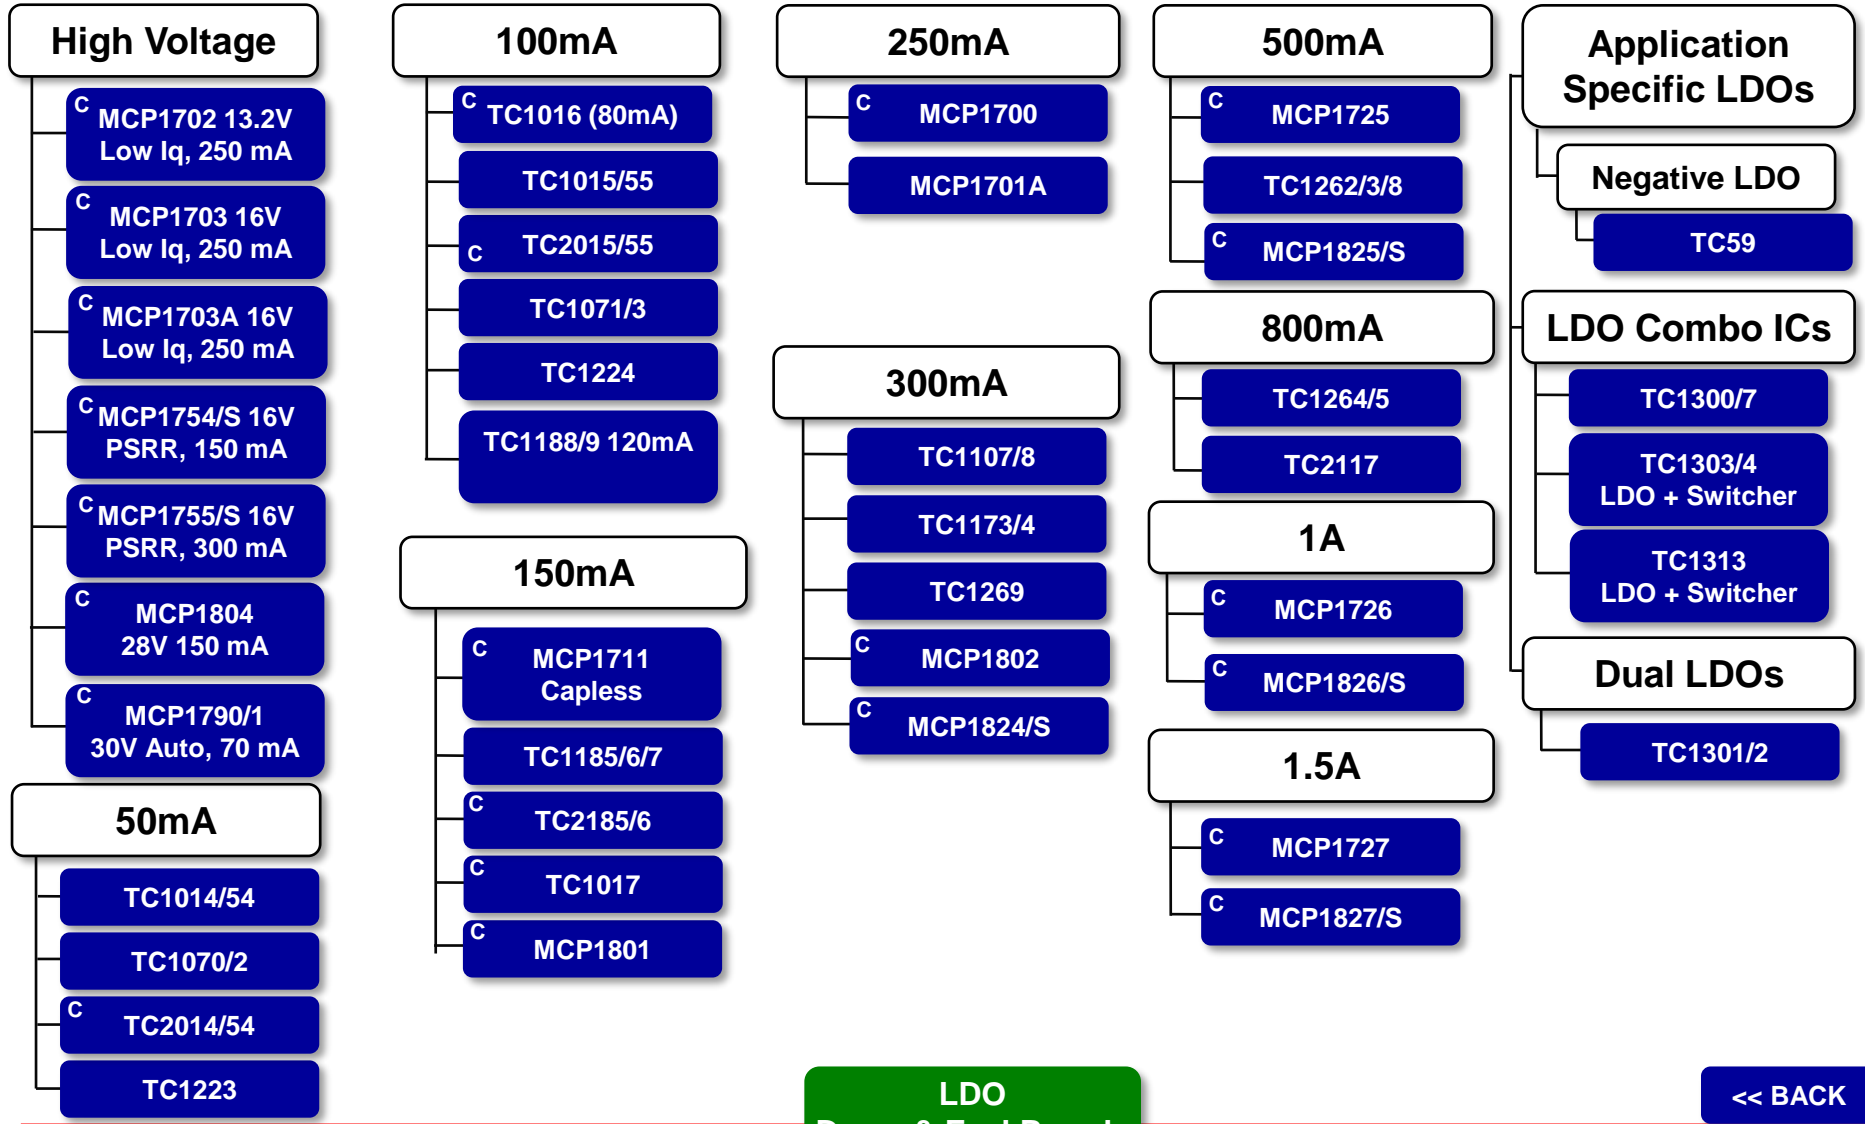 High Voltage
C
MCP1702 13.2V
Low Iq, 250 mA
C
MCP1703 16V
Low Iq, 250 mA
C
MCP1703A 16V
Low Iq, 250 mA
C
MCP1754/S 16V
PSRR, 150 mA
C
MCP1755/S 16V
PSRR, 300 mA
C
MCP1804
28V 150 mA
C
MCP1790/1
30V Auto, 70 mA
50mA
TC1014/54
TC1070/2
C
TC2014/54
TC1223
100mA
C
TC1016 (80mA)
TC1015/55
C
TC2015/55
TC1071/3
TC1224
TC1188/9 120mA
150mA
C
MCP1711
Capless
TC1185/6/7
C
TC2185/6
C
TC1017
C
MCP1801
250mA
C
MCP1700
MCP1701A
300mA
TC1107/8
TC1173/4
TC1269
C
MCP1802
C
MCP1824/S
500mA
C
MCP1725
TC1262/3/8
C
MCP1825/S
800mA
TC1264/5
TC2117
1A
C
MCP1726
C
MCP1826/S
1.5A
C
MCP1727
C
MCP1827/S
Application
Specific LDOs
Negative LDO
TC59
LDO Combo ICs
TC1300/7
TC1303/4
LDO + Switcher
TC1313
LDO + Switcher
Dual LDOs
TC1301/2
LDO
<< BACK